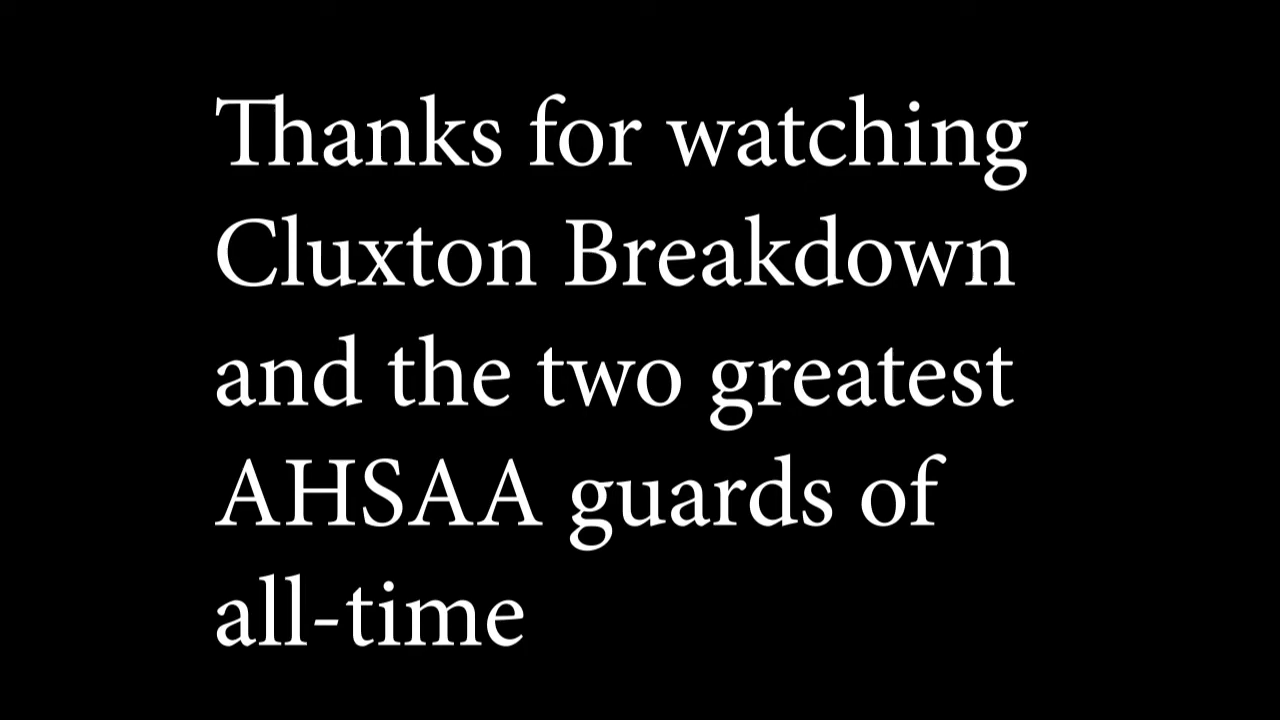 Thanks for watching
Cluxton Breakdown
and the two greatest
AHSAA guards of
all-time